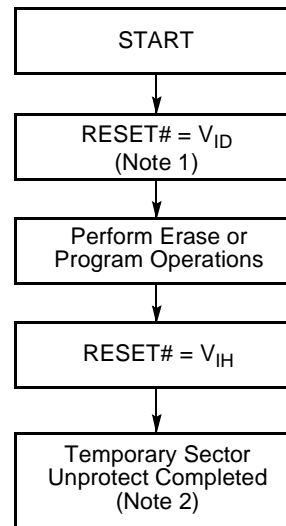 START
RESET# = VID
(Note 1)
Perform Erase or
Program Operations
RESET# = VIH
Temporary Sector
Unprotect Completed
(Note 2)